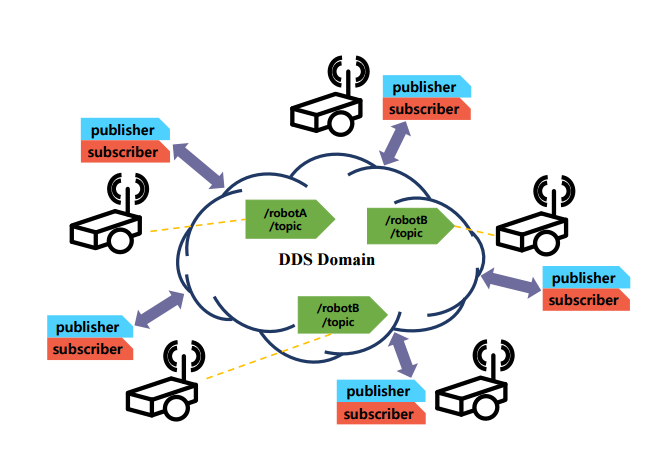 publisher
subscriber
publisher
subscriber
/robotA
/topic
/robotB
/topic
DDS Domain
publisher
subscriber
/robotB
/topic
publisher
subscriber
publisher
subscriber